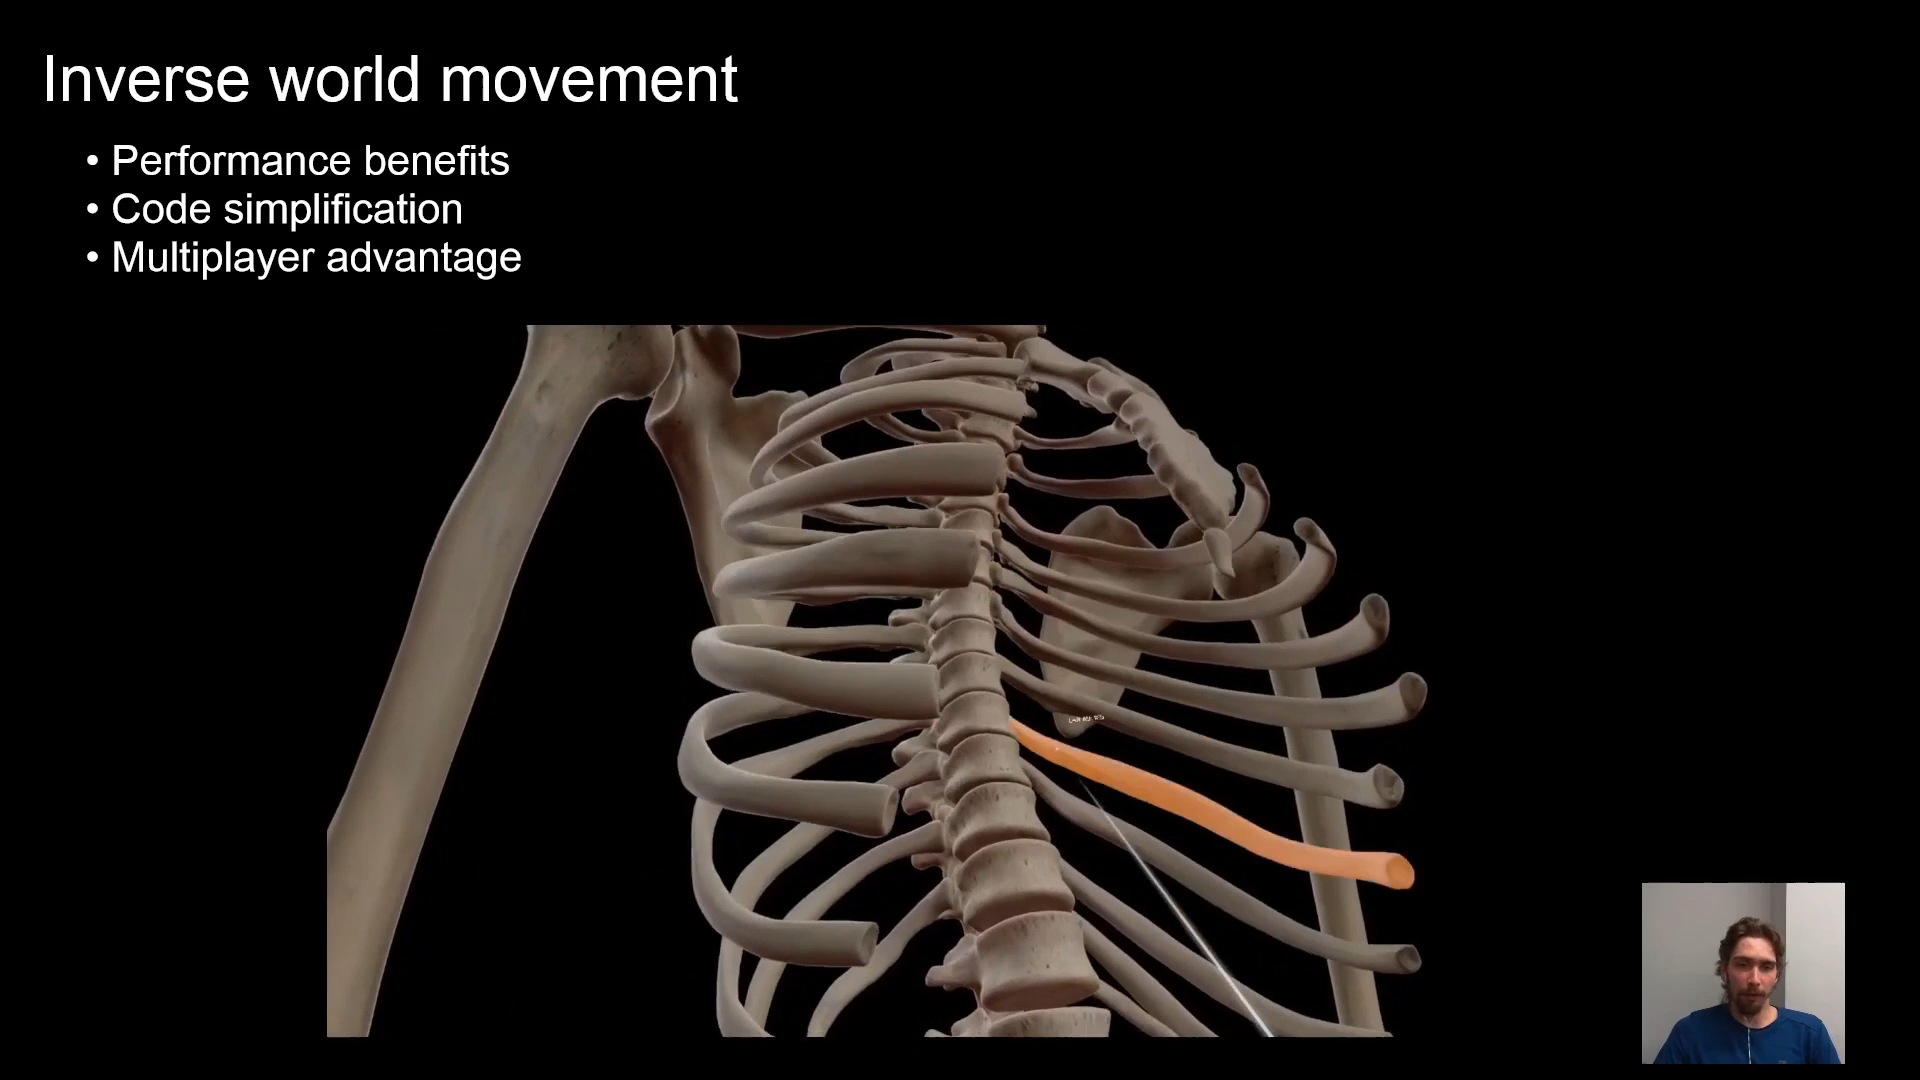 Inverse world movement
• Performance benefits
• Code simplification
• Multiplayer advantage